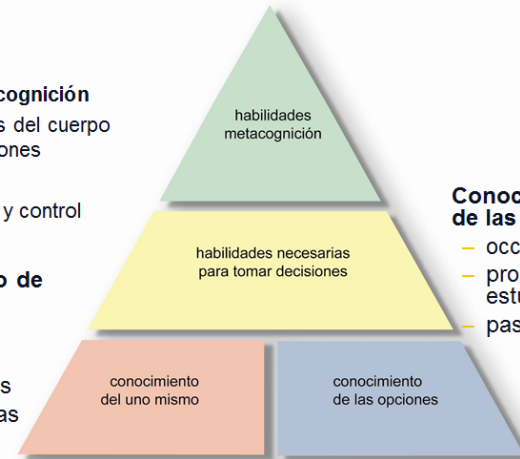 cognición
s del cuerpo
ones
y control
o de
s
as
habilidades
metacognición
habilidades necesarias
para tomar decisiones
conocimiento
del uno mismo
conocimiento
de las opciones
Conoc
de las
– occ
– pro
estu
– pas